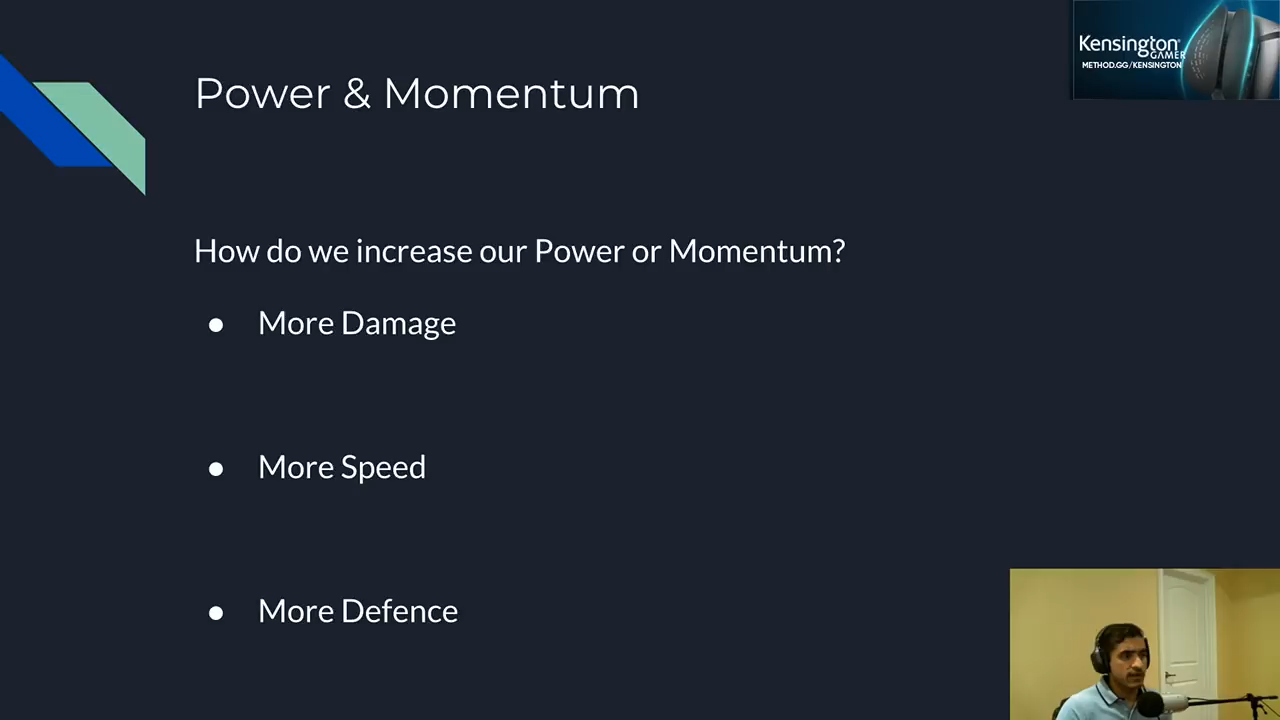 Kensington
GAMER
METHOD.GG/KENSINGTON
Power & Momentum
How do we increase our Power or Momentum?
● More Damage
● More Speed
● More Defence